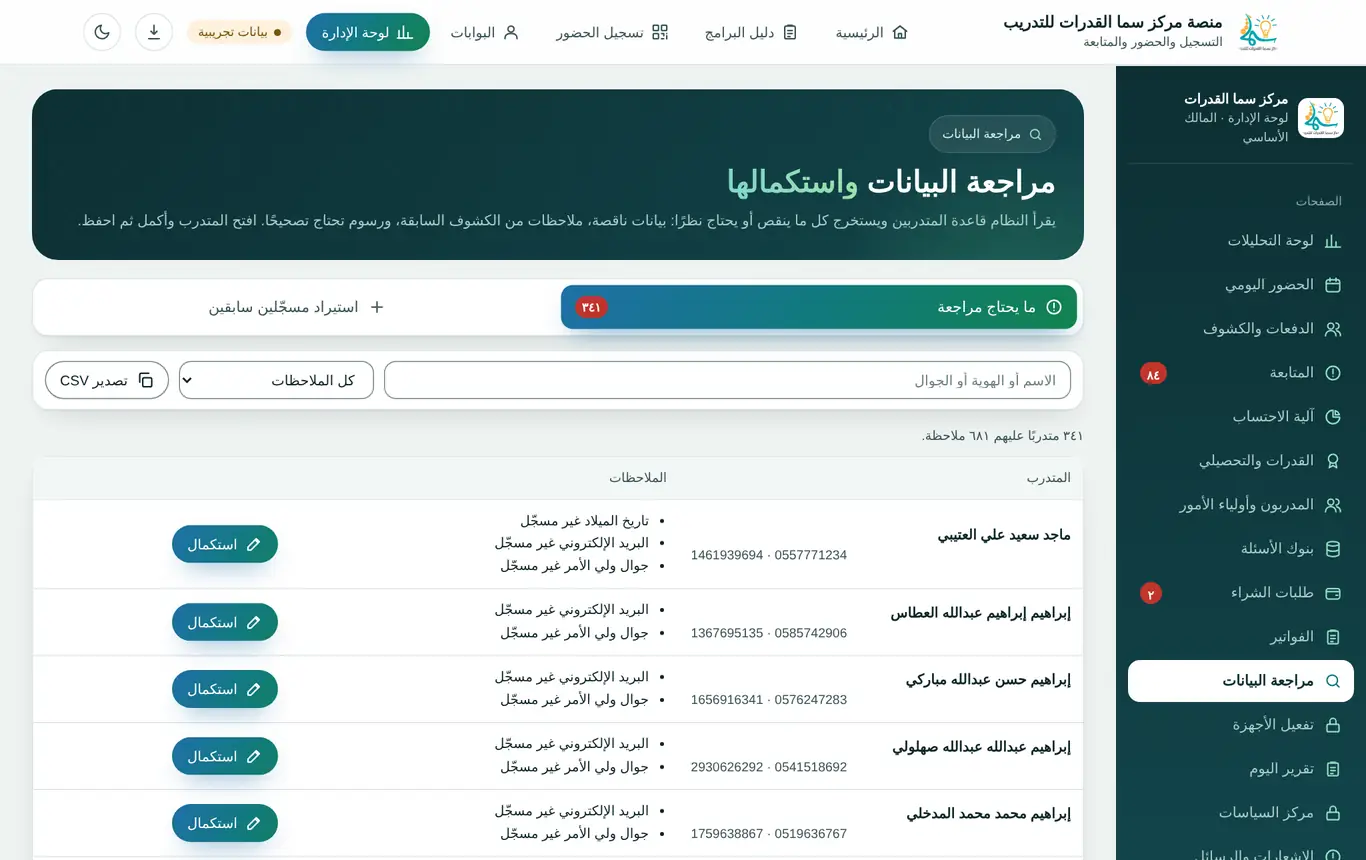 منصة مركز سما القدرات للتدريب
التسجيل والحضور والمتابعة
الرئيسية
دليل البرامج
تسجيل الحضور
البوابات
لوحة الإدارة
بيانات تجريبية
مركز سما القدرات
لوحة الإدارة · المالك
الأساسي
الصفحات
لوحة التحليلات
الحضور اليومي
الدفعات والكشوف
المتابعة ٨٤
آلية الاحتساب
القدرات والتحصيلي
المدربون وأولياء الأمور
بنوك الأسئلة
طلبات الشراء ٢
الفواتير
مراجعة البيانات
تفعيل الأجهزة
تقرير اليوم
مركز السياسات
الإشعارات والرسائل
مراجعة البيانات
مراجعة البيانات واستكمالها
يقرأ النظام قاعدة المتدربين ويستخرج كل ما ينقص أو يحتاج نظرًا: بيانات ناقصة، ملاحظات من الكشوف السابقة، ورسوم تحتاج تصحيحًا. افتح المتدرب وأكمل ثم احفظ.
ما يحتاج مراجعة ٣٤١
استيراد مسجّلين سابقين
الاسم أو الهوية أو الجوال
كل الملاحظات
تصدير CSV
٣٤١ متدربًا عليهم ٦٨١ ملاحظة.
المتدرب الملاحظات
ماجد سعيد علي العتيبي
1461939694 · 0557771234
تاريخ الميلاد غير مسجّل
البريد الإلكتروني غير مسجّل
جوال ولي الأمر غير مسجّل
استكمال
إبراهيم إبراهيم عبدالله العطاس
1367695135 · 0585742906
البريد الإلكتروني غير مسجّل
جوال ولي الأمر غير مسجّل
استكمال
إبراهيم حسن عبدالله مباركي
1656916341 · 0576247283
البريد الإلكتروني غير مسجّل
جوال ولي الأمر غير مسجّل
استكمال
إبراهيم عبدالله عبدالله صهلولي
2930626292 · 0541518692
البريد الإلكتروني غير مسجّل
جوال ولي الأمر غير مسجّل
استكمال
إبراهيم محمد محمد المدخلي
1759638867 · 0519636767
البريد الإلكتروني غير مسجّل
جوال ولي الأمر غير مسجّل
استكمال